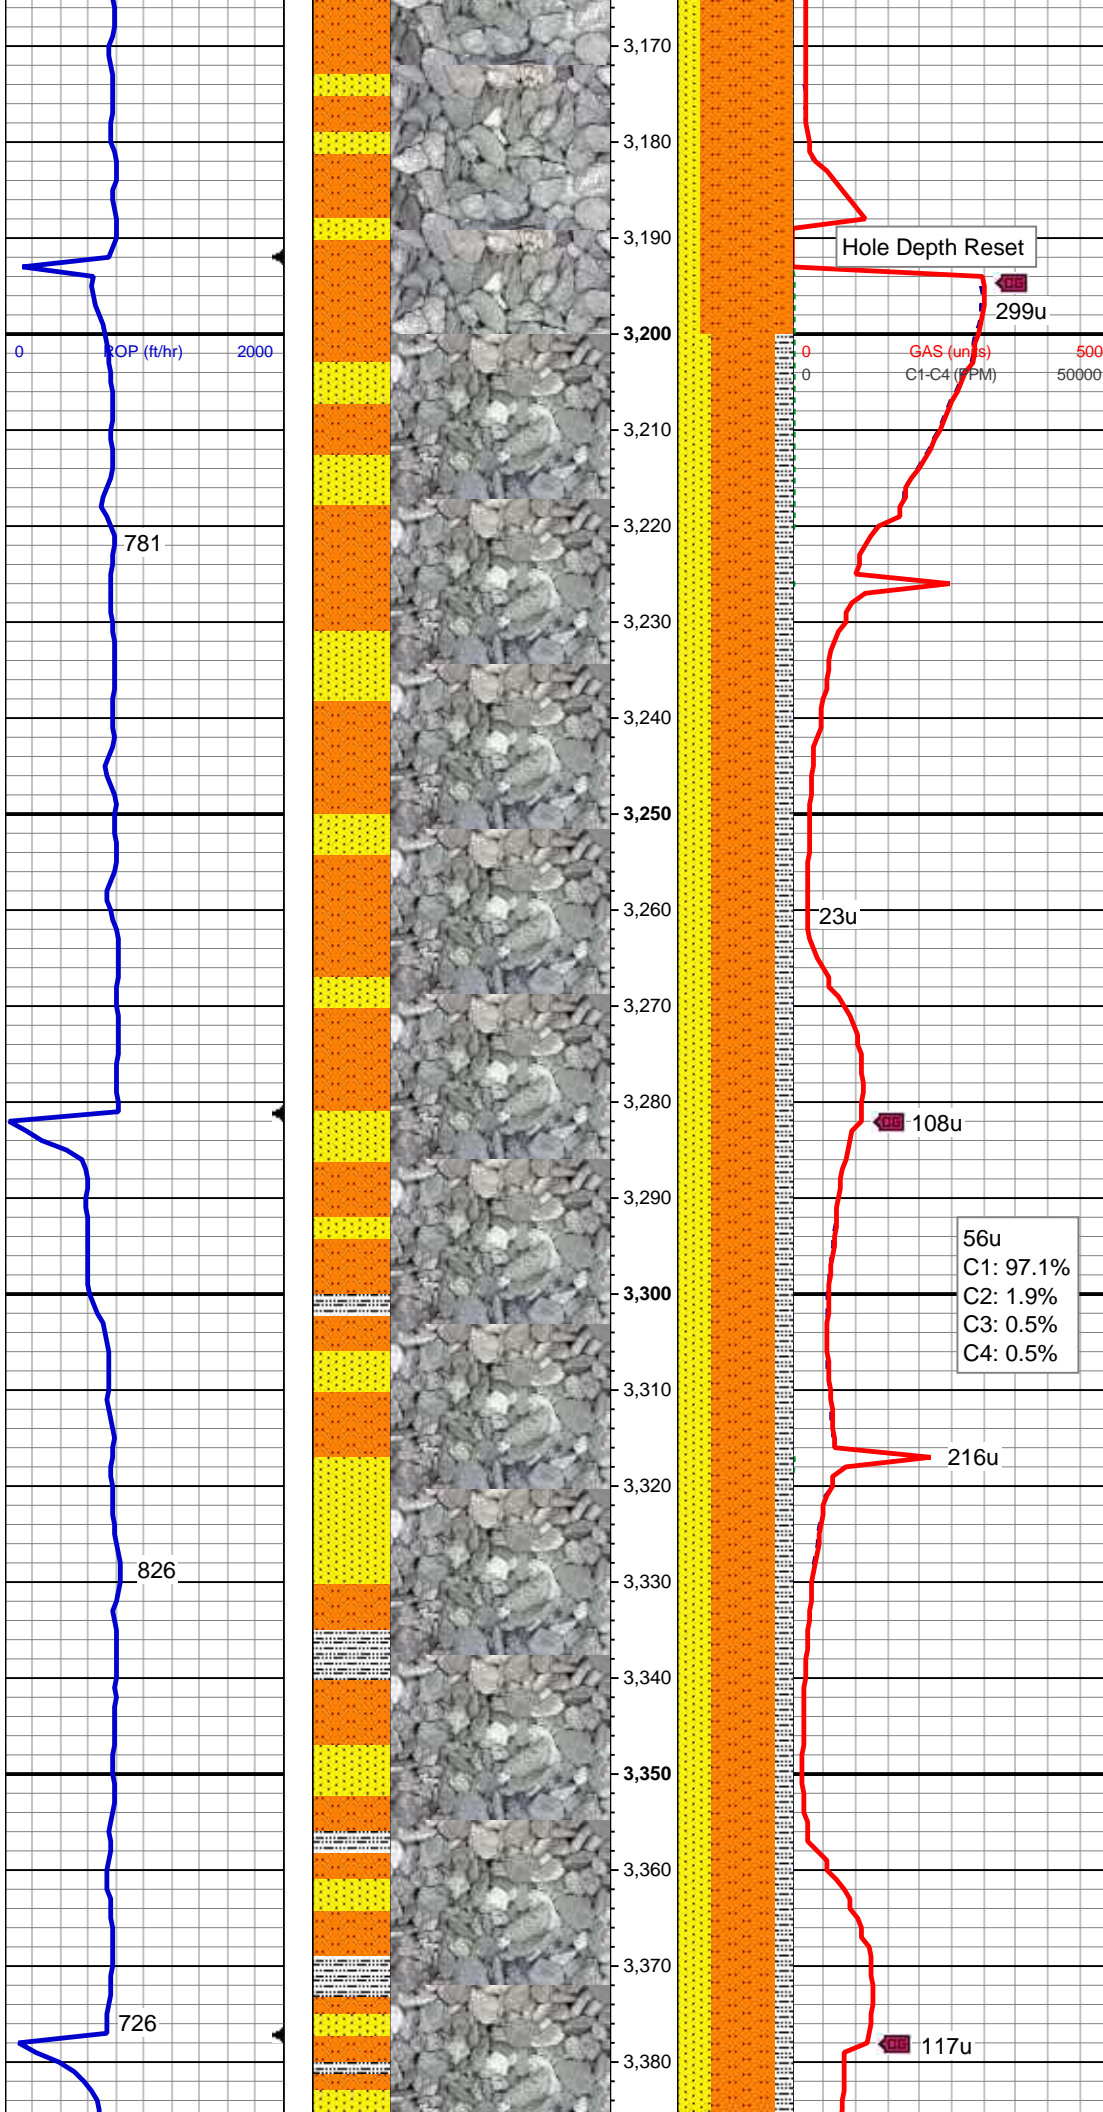 3,170
3,180
3,190
Hole Depth Reset
CG
299u
3,200
0 ROP (ft/hr) 2000
0 GAS (units) 500
0 C1-C4 (PPM) 50000
3,210
3,220
781
3,230
3,240
3,250
3,260
23u
3,270
3,280
CG
108u
3,290
56u
C1: 97.1%
C2: 1.9%
C3: 0.5%
C4: 0.5%
3,300
3,310
216u
3,320
826
3,330
3,340
3,350
3,360
3,370
726
CG
117u
3,380